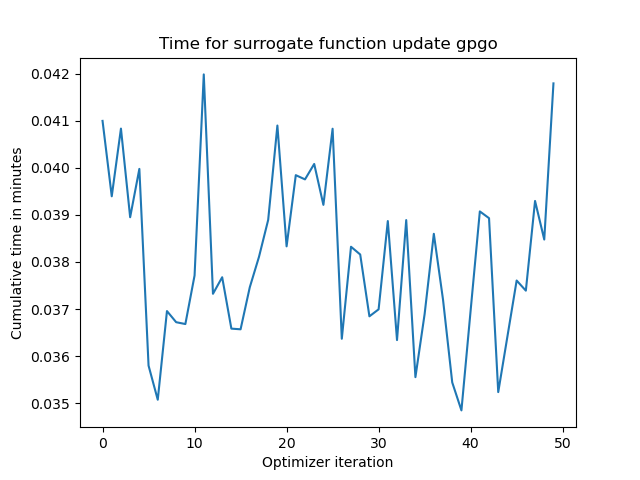 Time for surrogate function update gpgo
0.042
0.041
0.040
0.039
0.038
0.037
0.036
0.035
Cumulative time in minutes
0 10 20 30 40 50
Optimizer iteration